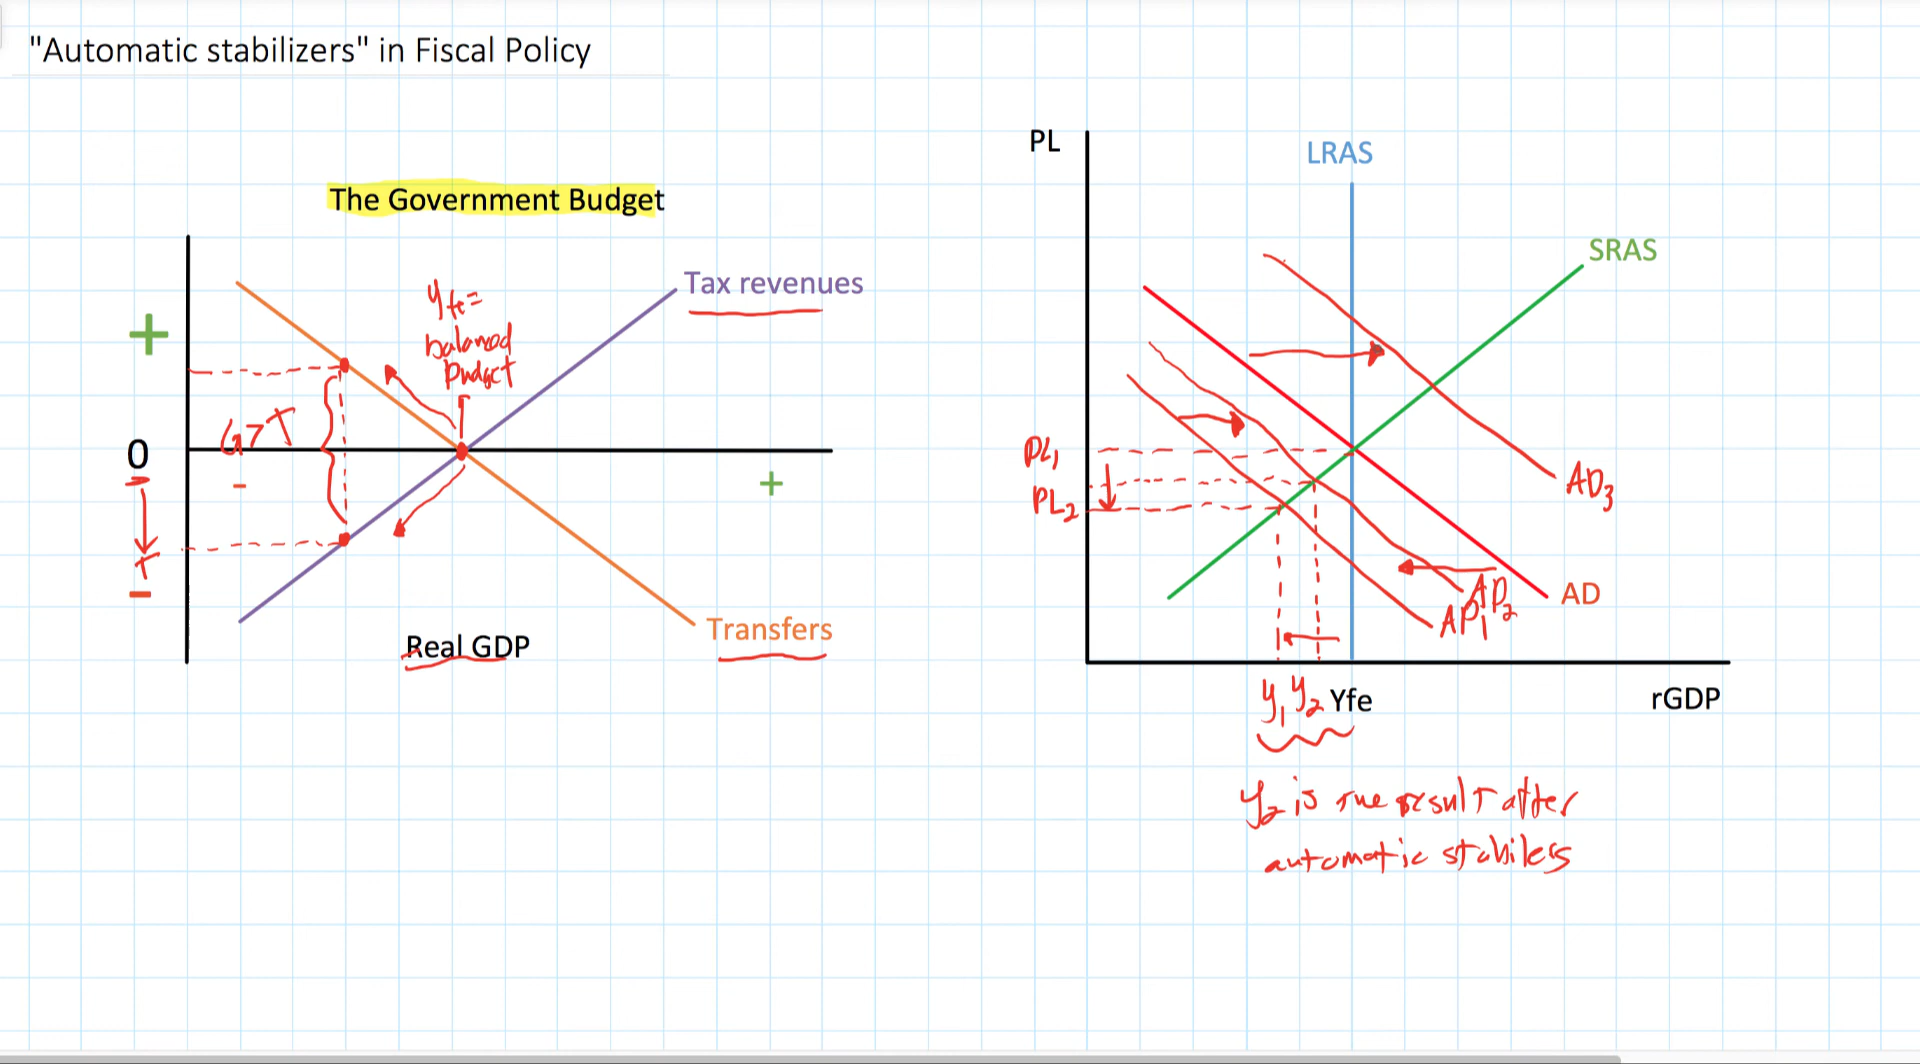 "Automatic stabilizers" in Fiscal Policy
The Government Budget
+
0
-
-
+
Yfe =
balanced
budget
G>T
Tax revenues
Transfers
Real GDP
PL
LRAS
SRAS
AD3
AD
AD2
AD1
PL1
PL2
Y1 Y2 Yfe
rGDP
Y2 is the result after
automatic stabilers